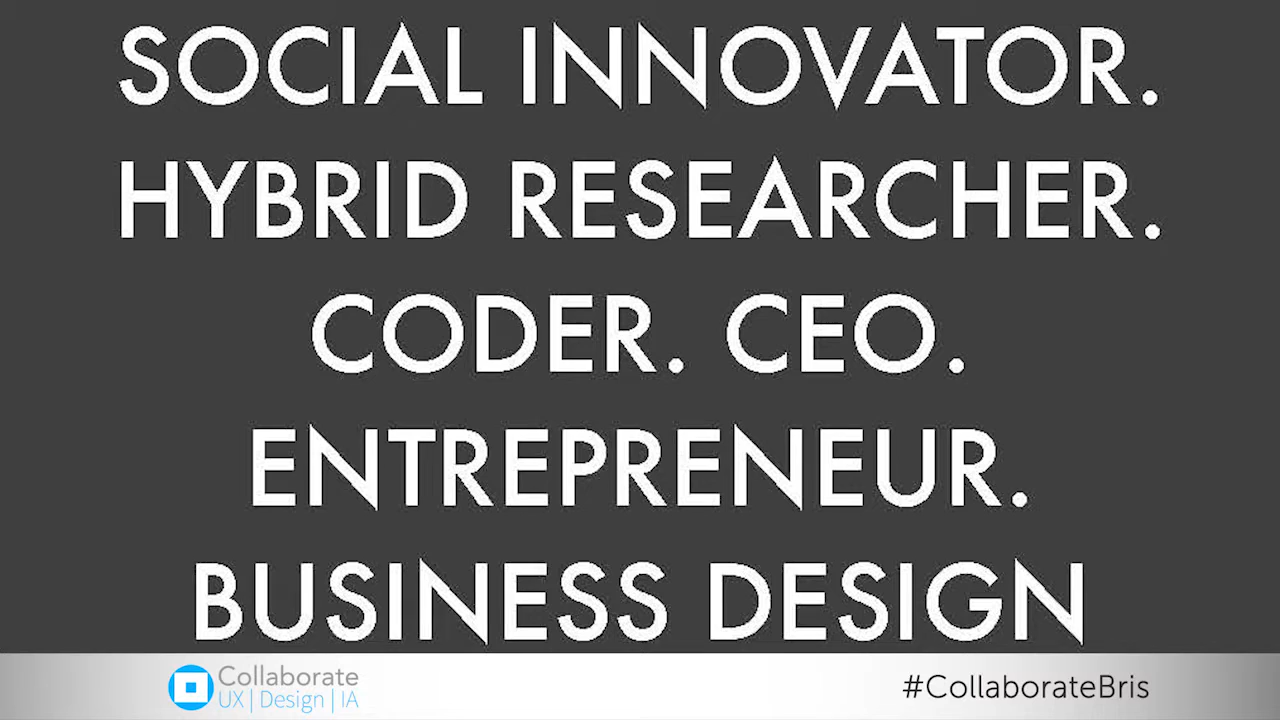 SOCIAL INNOVATOR.
HYBRID RESEARCHER.
CODER. CEO.
ENTREPRENEUR.
BUSINESS DESIGN
Collaborate
UX | Design | IA
#CollaborateBris